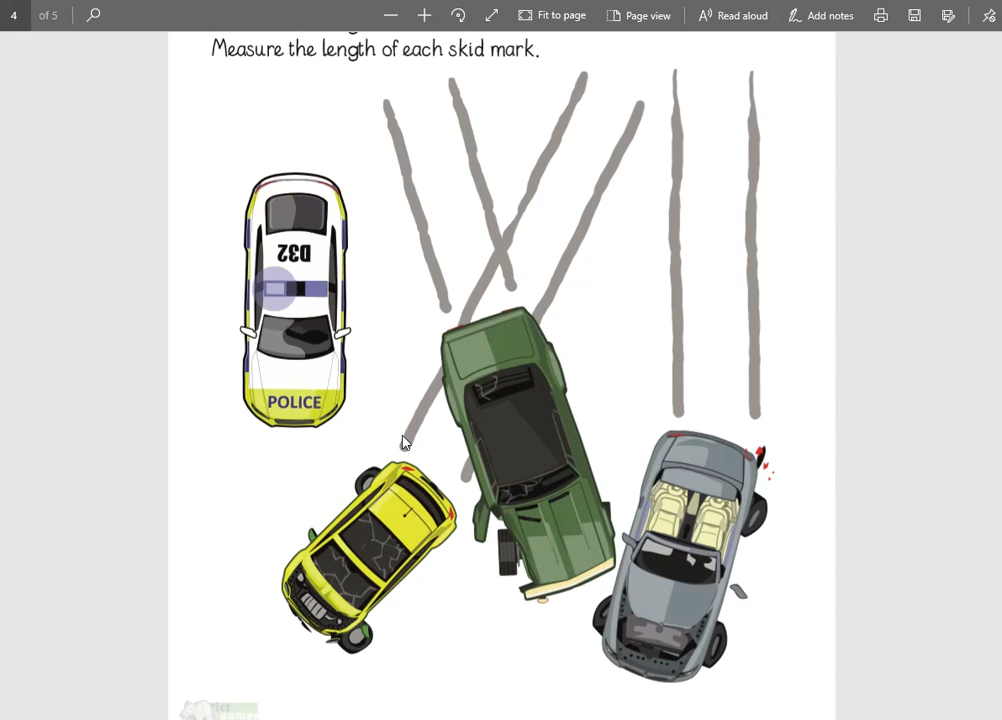 4 of 5 Fit to page Page view Read aloud Add notes
Measure the length of each skid mark.
D32
POLICE